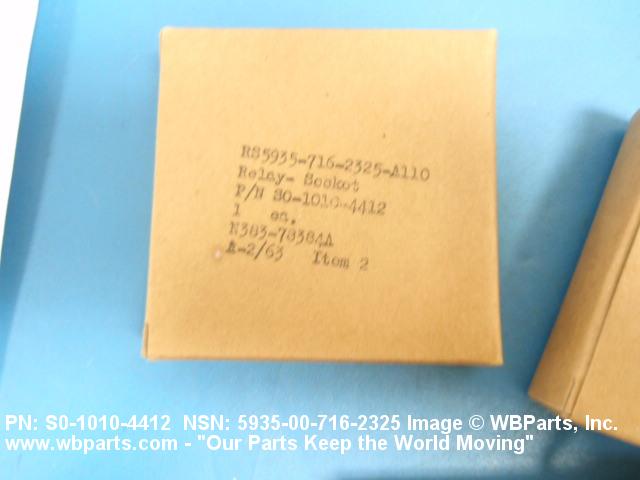 RS5935-716-2325-A110
Relay- Socket
P/N SO-1010-4412
1 ea.
N383-78384A
A-2/63 Item 2
PN: S0-1010-4412 NSN: 5935-00-716-2325 Image © WBParts, Inc.
www.wbparts.com - "Our Parts Keep the World Moving"